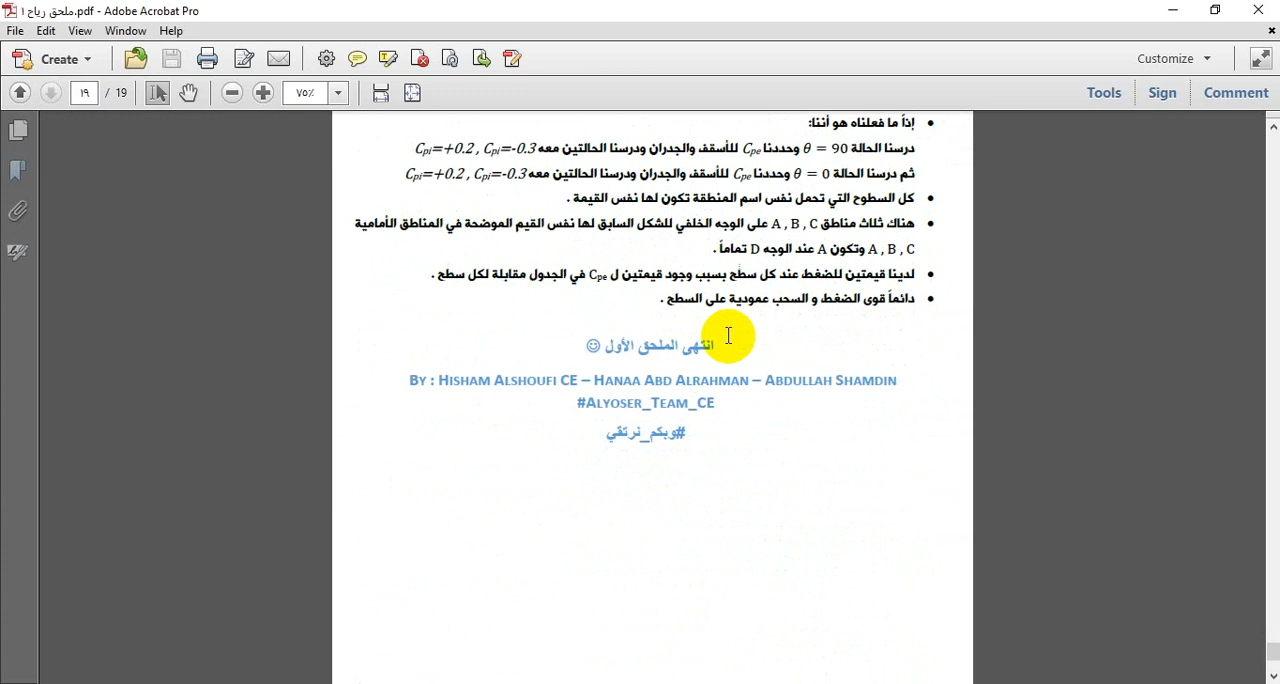 ملحق رياح ١.pdf - Adobe Acrobat Pro
File Edit View Window Help
Create
Customize
١٩ / 19
٧٥٪
Tools Sign Comment
• إذاً ما فعلناه هو أننا:
درسنا الحالة θ = 90 وحددنا Cpe للأسقف والجدران ودرسنا الحالتين معه Cpi=+0.2 , Cpi=-0.3
ثم درسنا الحالة θ = 0 وحددنا Cpe للأسقف والجدران ودرسنا الحالتين معه Cpi=+0.2 , Cpi=-0.3
• كل السطوح التي تحمل نفس اسم المنطقة تكون لها نفس القيمة .
• هناك ثلاث مناطق A , B , C على الوجه الخلفي للشكل السابق لها نفس القيم الموضحة في المناطق الأمامية
A , B , C وتكون A عند الوجه D تماماً .
• لدينا قيمتين للضغط عند كل سطح بسبب وجود قيمتين ل Cpe في الجدول مقابلة لكل سطح .
• دائماً قوى الضغط و السحب عمودية على السطح .
انتهى الملحق الأول ☺
BY : HISHAM ALSHOUFI CE – HANAA ABD ALRAHMAN – ABDULLAH SHAMDIN
#ALYOSER_TEAM_CE
#وبكم_نرتقي